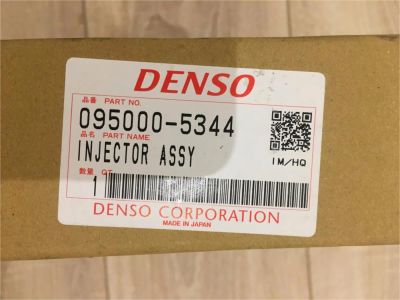 DENSO
品番 PART NO.
095000-5344
品名 PART NAME
INJECTOR ASSY
1M/HQ
数量 QT
1
DENSO CORPORATION
MADE IN JAPAN